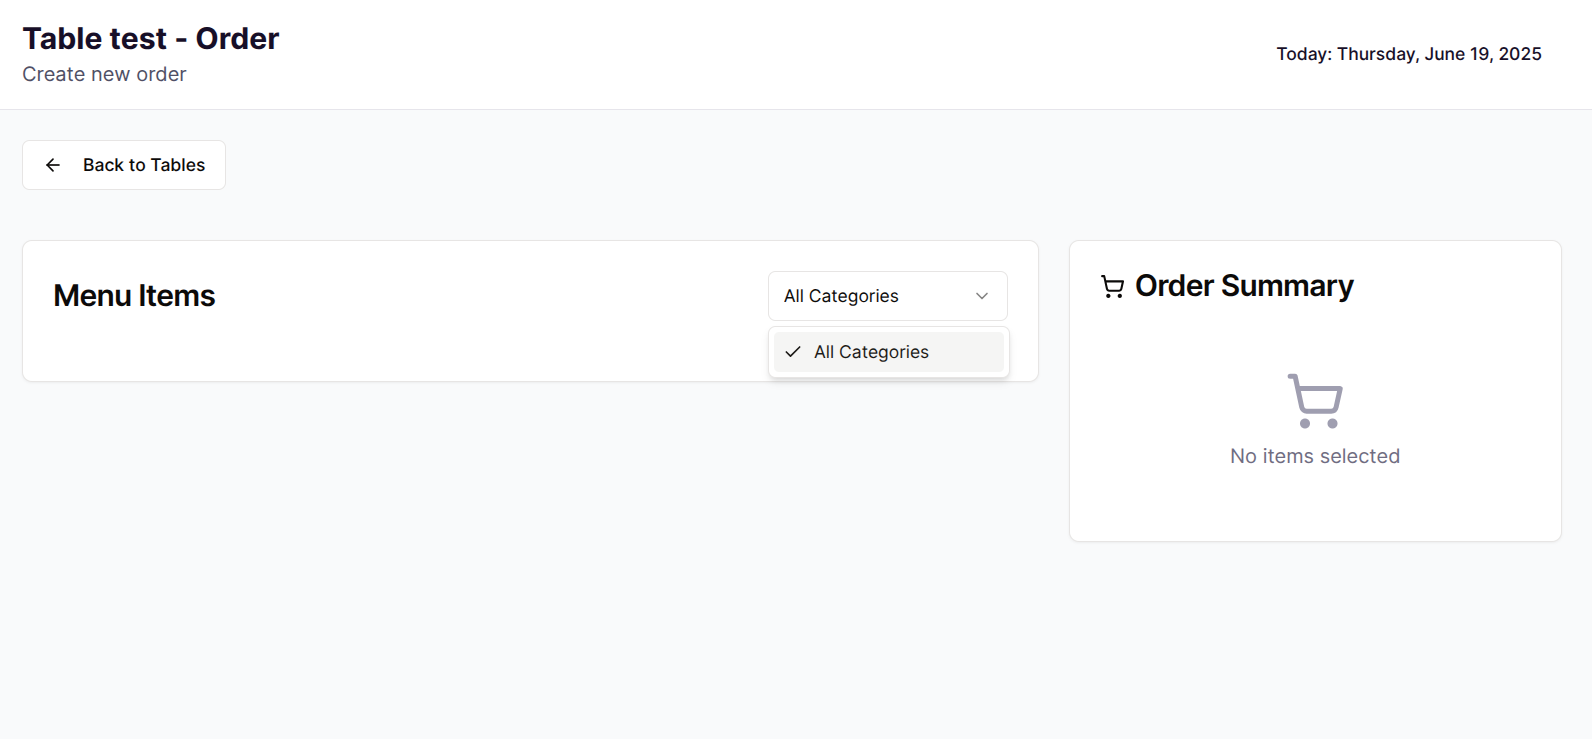 Table test - Order
Create new order
Today: Thursday, June 19, 2025
Back to Tables
Menu Items
All Categories
All Categories
Order Summary
No items selected